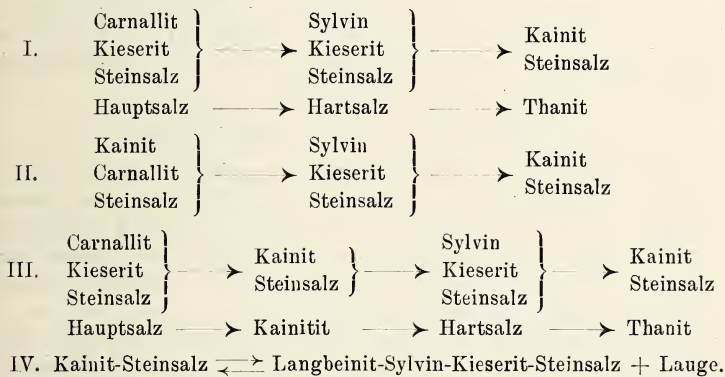 Carnallit Sylvin
I. Kieserit ⟶ Kieserit ⟶ Kainit
Steinsalz Steinsalz Steinsalz
Hauptsalz ⟶ Hartsalz ⟶ Thanit
Kainit Sylvin
II. Carnallit ⟶ Kieserit ⟶ Kainit
Steinsalz Steinsalz Steinsalz
Carnallit Sylvin
III. Kieserit ⟶ Kainit Steinsalz ⟶ Kieserit ⟶ Kainit Steinsalz
Steinsalz Steinsalz
Hauptsalz ⟶ Kainitit ⟶ Hartsalz ⟶ Thanit
IV. Kainit-Steinsalz ⇄ Langbeinit-Sylvin-Kieserit-Steinsalz + Lauge.